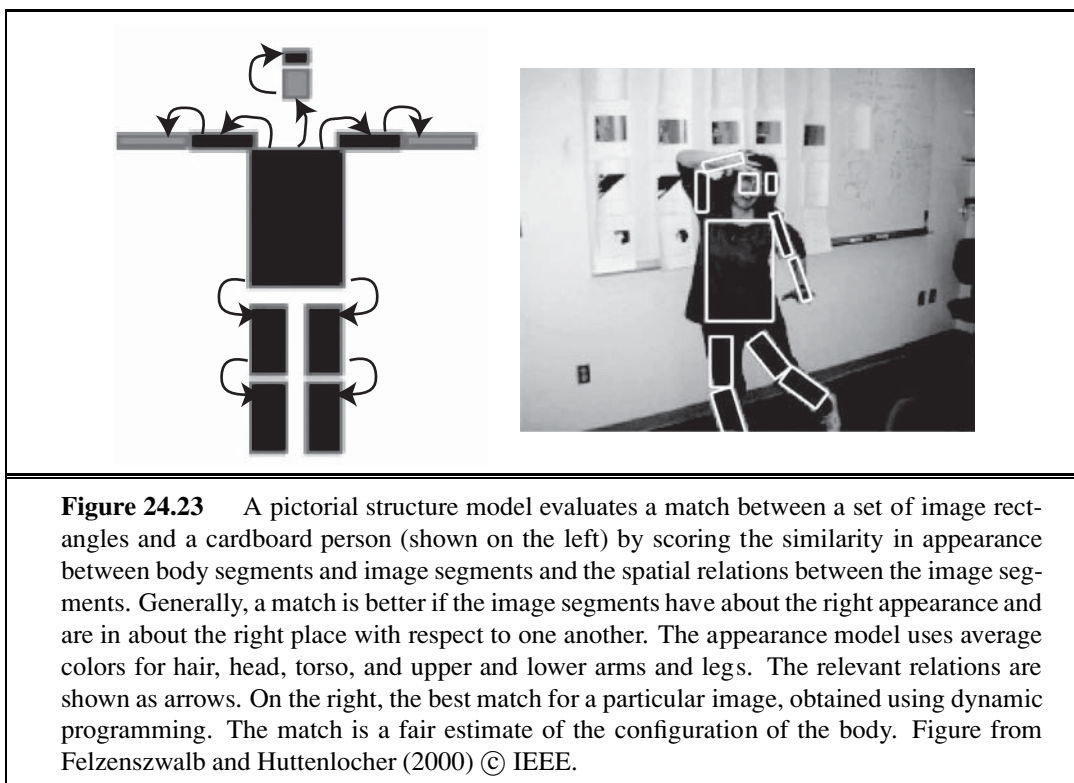 Figure 24.23 A pictorial structure model evaluates a match between a set of image rect-
angles and a cardboard person (shown on the left) by scoring the similarity in appearance
between body segments and image segments and the spatial relations between the image seg-
ments. Generally, a match is better if the image segments have about the right appearance and
are in about the right place with respect to one another. The appearance model uses average
colors for hair, head, torso, and upper and lower arms and legs. The relevant relations are
shown as arrows. On the right, the best match for a particular image, obtained using dynamic
programming. The match is a fair estimate of the configuration of the body. Figure from
Felzenszwalb and Huttenlocher (2000) © IEEE.